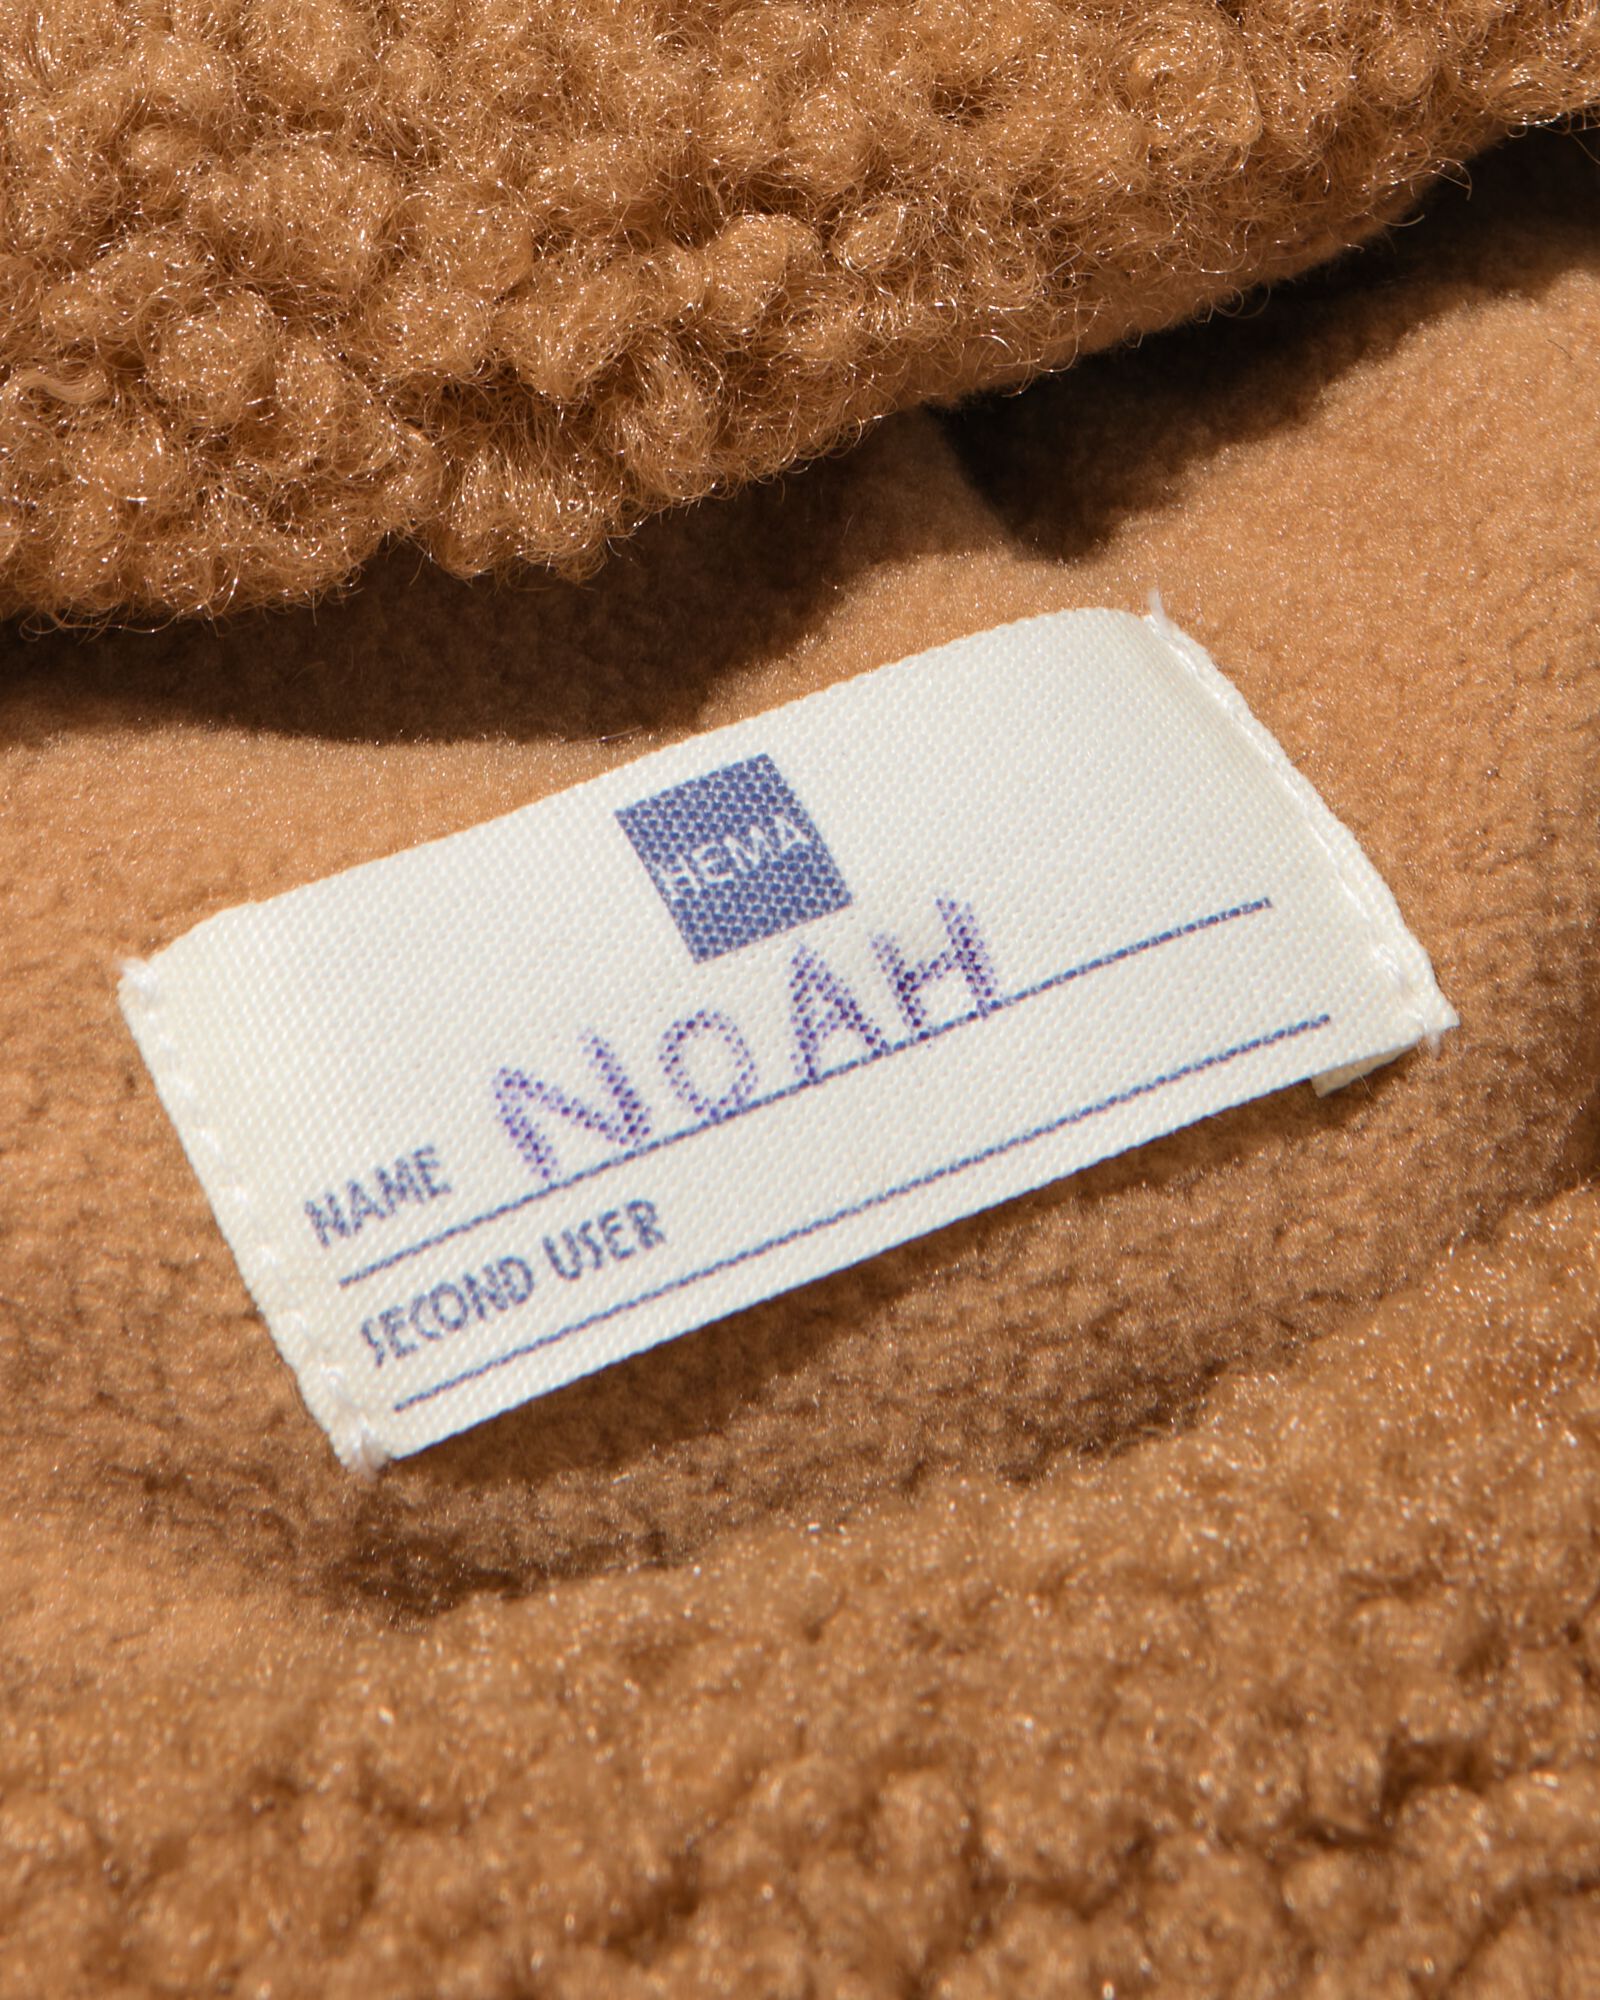 HEMA
NAME NOAH
SECOND USER